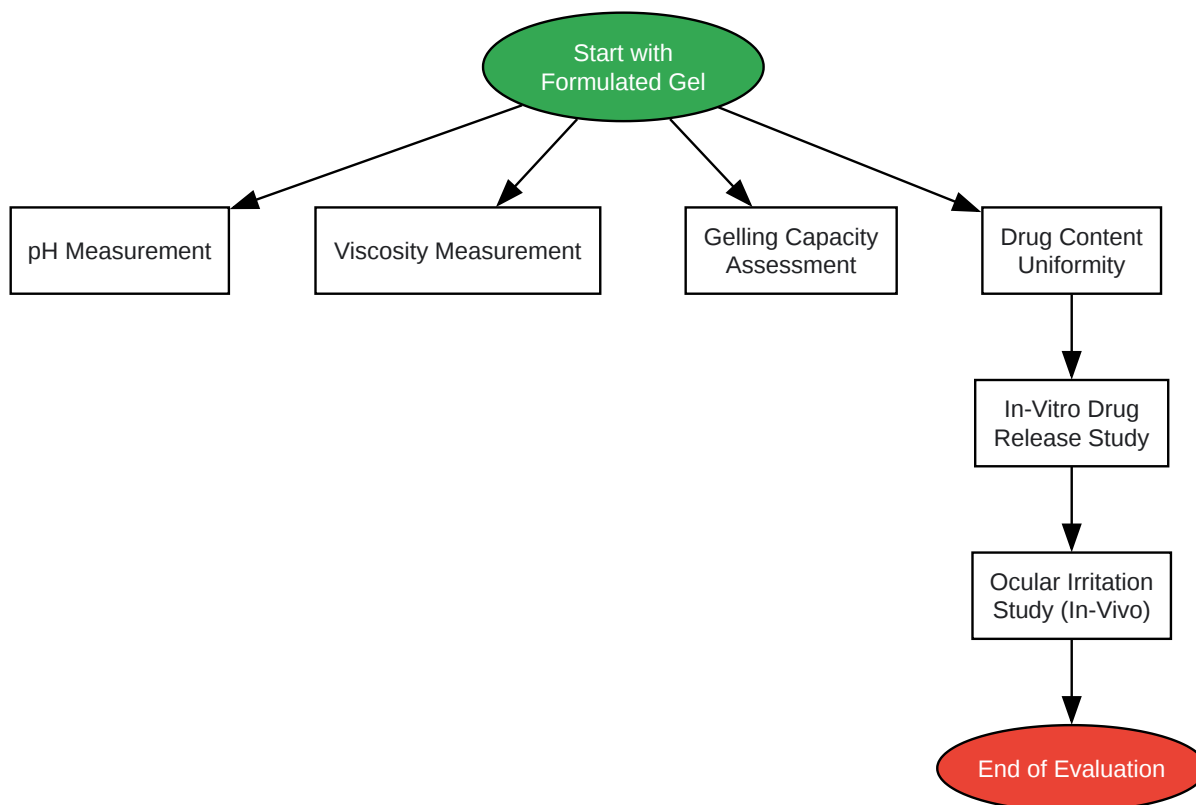 Start with
Formulated Gel
pH Measurement
Viscosity Measurement
Gelling Capacity
Assessment
Drug Content
Uniformity
In-Vitro Drug
Release Study
Ocular Irritation
Study (In-Vivo)
End of Evaluation